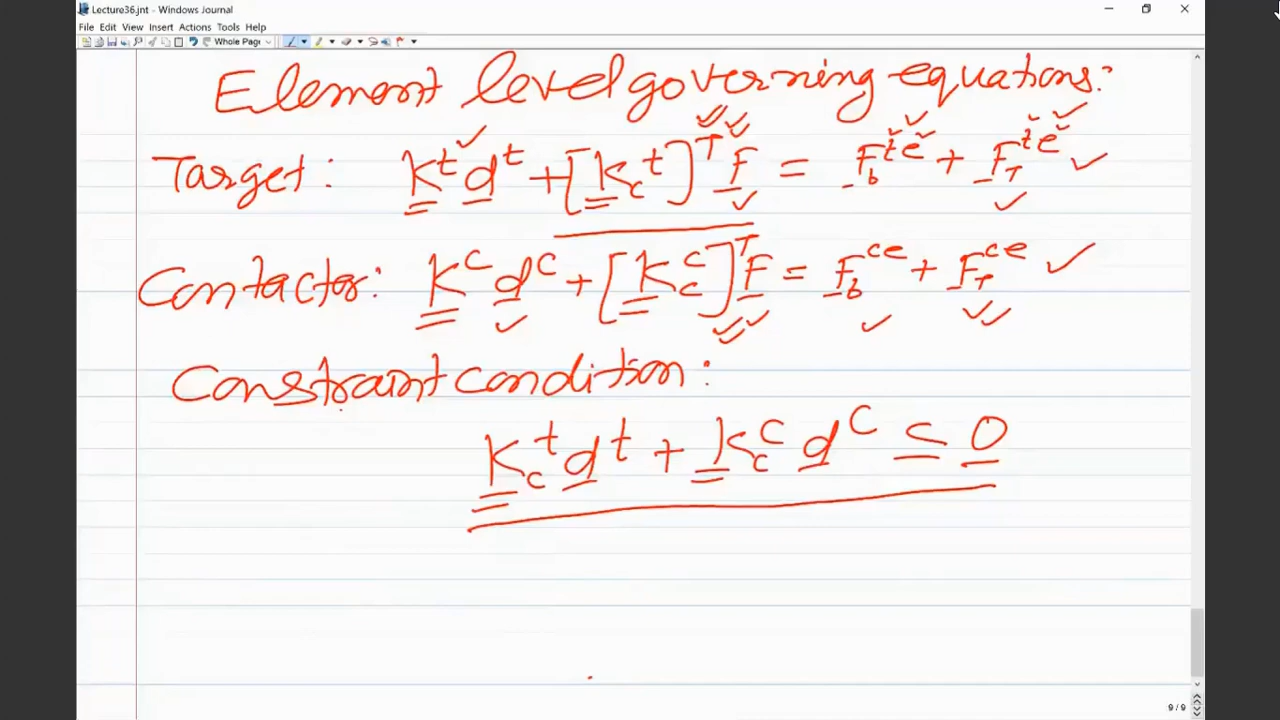 Lecture36.jnt - Windows Journal
File Edit View Insert Actions Tools Help
Whole Page
Element level governing equations:
Target: K^t d^t + [K_c^t]^T F = F_b^{te} + F_T^{te}
Contactor: K^c d^c + [K_c^c]^T F = F_b^{ce} + F_T^{ce}
Constraint condition:
K_c^t d^t + K_c^c d^c ≤ 0
9 / 9